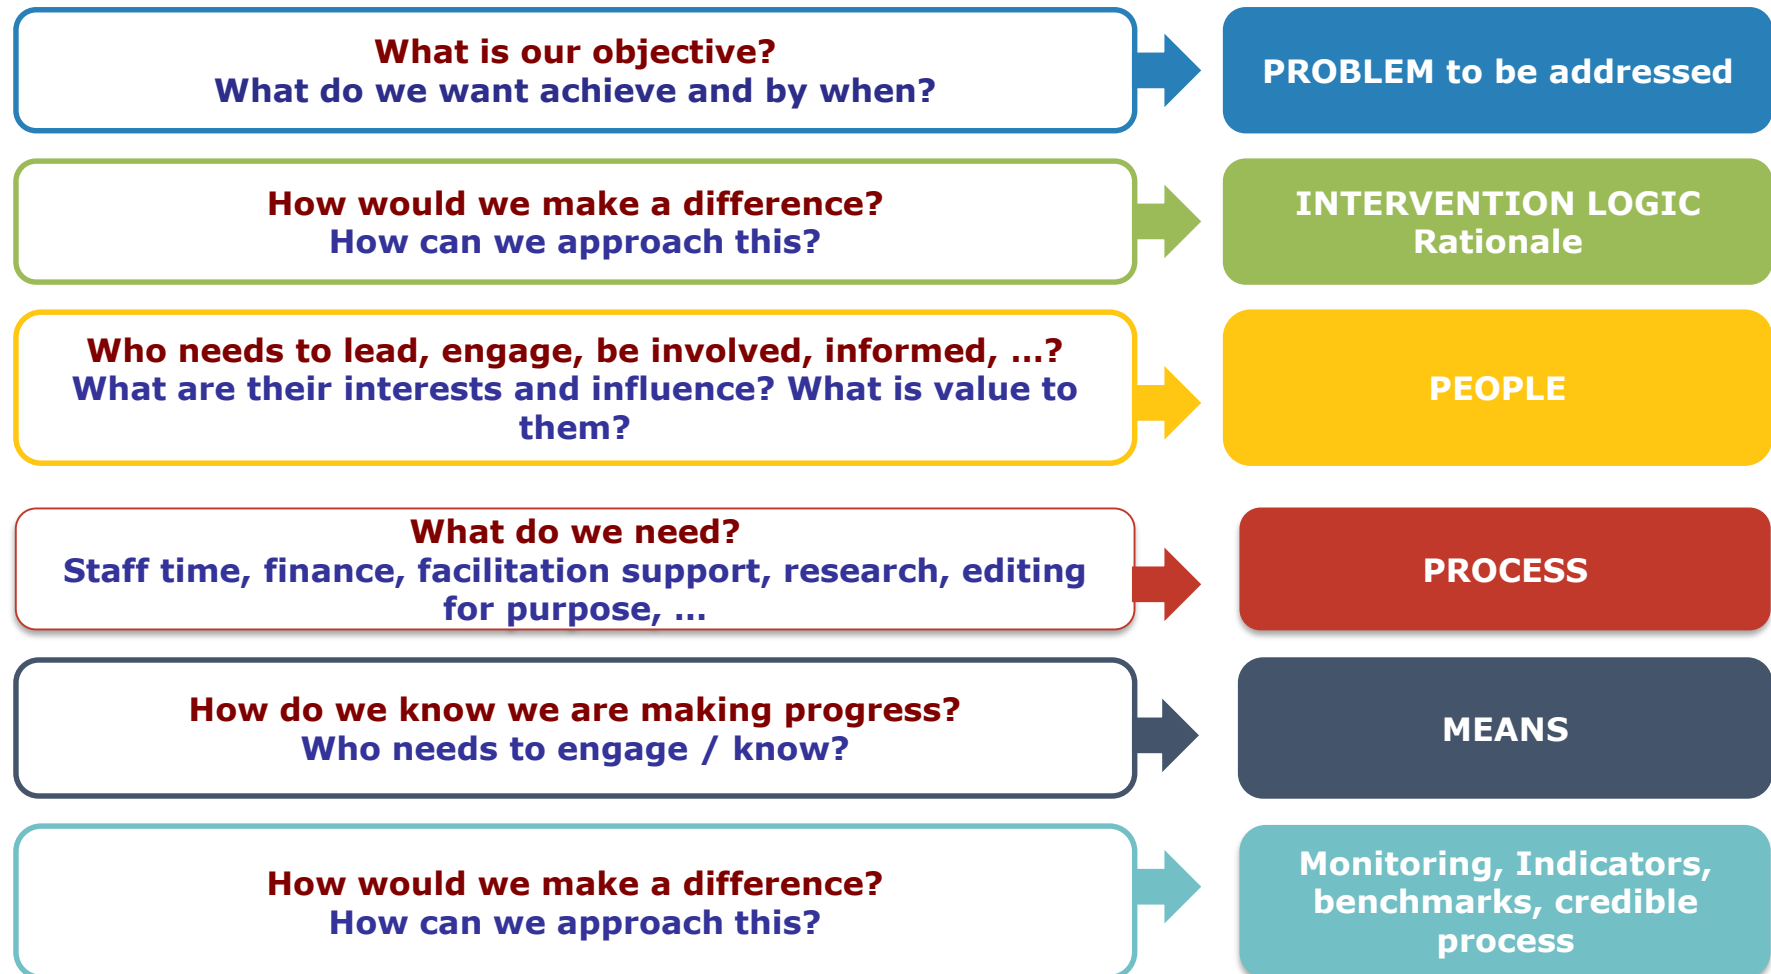 What is our objective?
What do we want achieve and by when?
PROBLEM to be addressed
How would we make a difference?
How can we approach this?
INTERVENTION LOGIC
Rationale
Who needs to lead, engage, be involved, informed, …?
What are their interests and influence? What is value to
them?
PEOPLE
What do we need?
Staff time, finance, facilitation support, research, editing
for purpose, …
PROCESS
How do we know we are making progress?
Who needs to engage / know?
MEANS
How would we make a difference?
How can we approach this?
Monitoring, Indicators,
benchmarks, credible
process